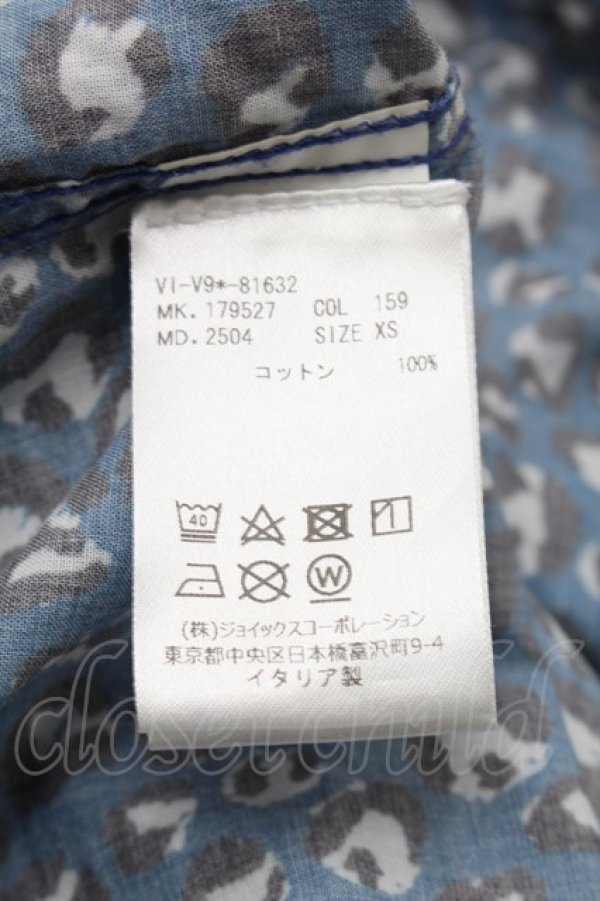 VI-V9*-81632
MK. 179527 COL 159
MD. 2504 SIZE XS
コットン 100%
40
W
(株)ジョイックスコーポレーション
東京都中央区日本橋富沢町9-4
イタリア製
closet child